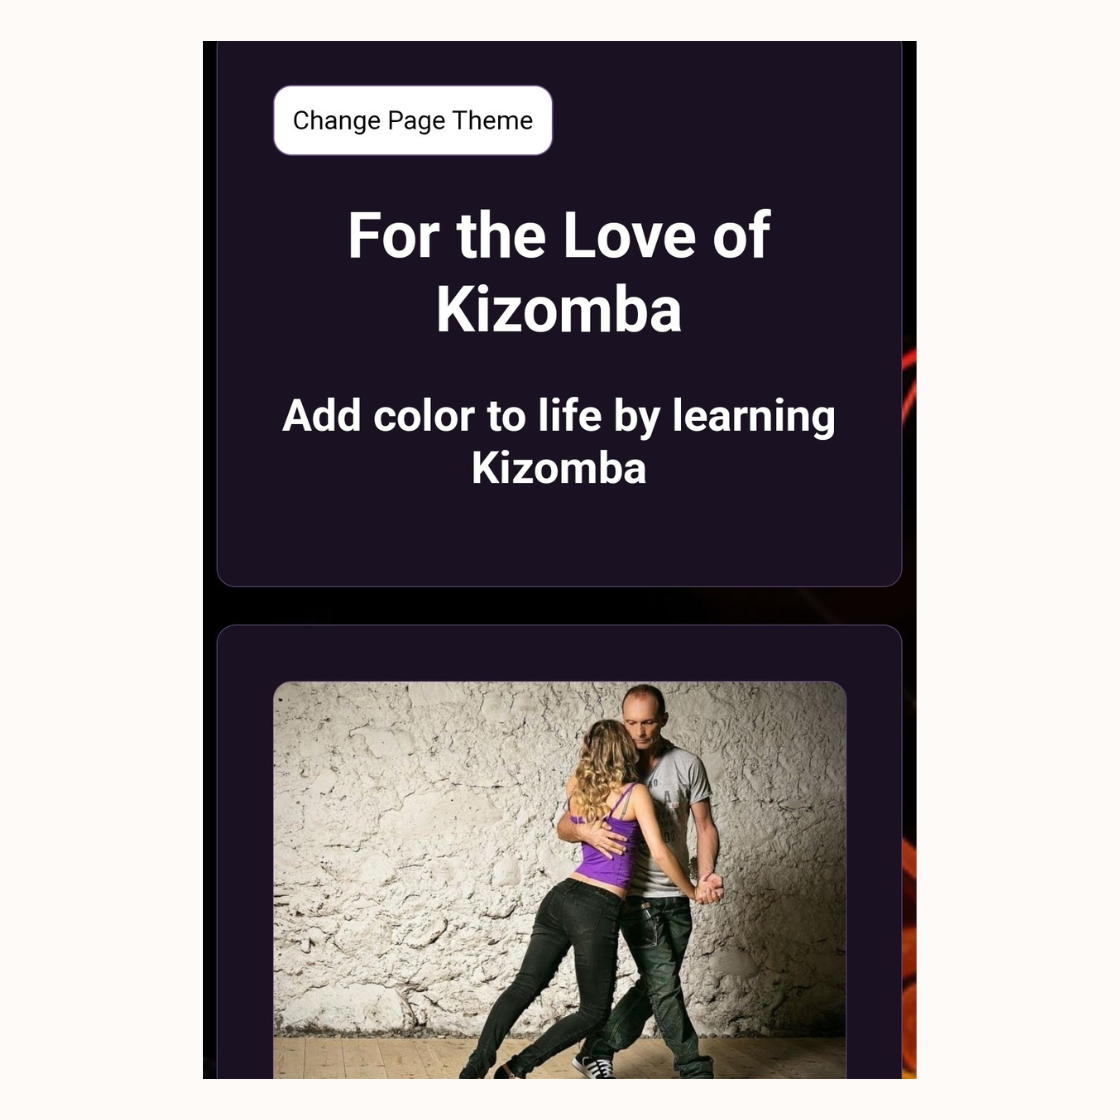 Change Page Theme
For the Love of
Kizomba
Add color to life by learning
Kizomba